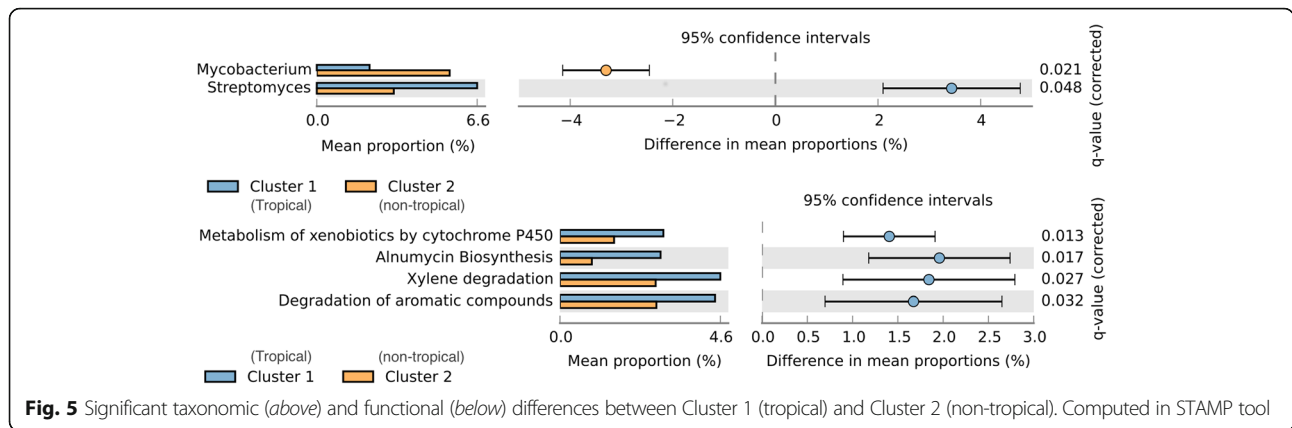 95% confidence intervals
Mycobacterium
0.021
Streptomyces
0.048
q-value (corrected)
0.0 6.6
−4 −2 0 2 4
Mean proportion (%)
Difference in mean proportions (%)
Cluster 1 Cluster 2
(Tropical) (non-tropical)
95% confidence intervals
Metabolism of xenobiotics by cytochrome P450
0.013
Alnumycin Biosynthesis
0.017
Xylene degradation
0.027
Degradation of aromatic compounds
0.032
q-value (corrected)
0.0 4.6
0.0 0.5 1.0 1.5 2.0 2.5 3.0
Mean proportion (%)
Difference in mean proportions (%)
(Tropical) (non-tropical)
Cluster 1 Cluster 2
Fig. 5 Significant taxonomic (above) and functional (below) differences between Cluster 1 (tropical) and Cluster 2 (non-tropical). Computed in STAMP tool